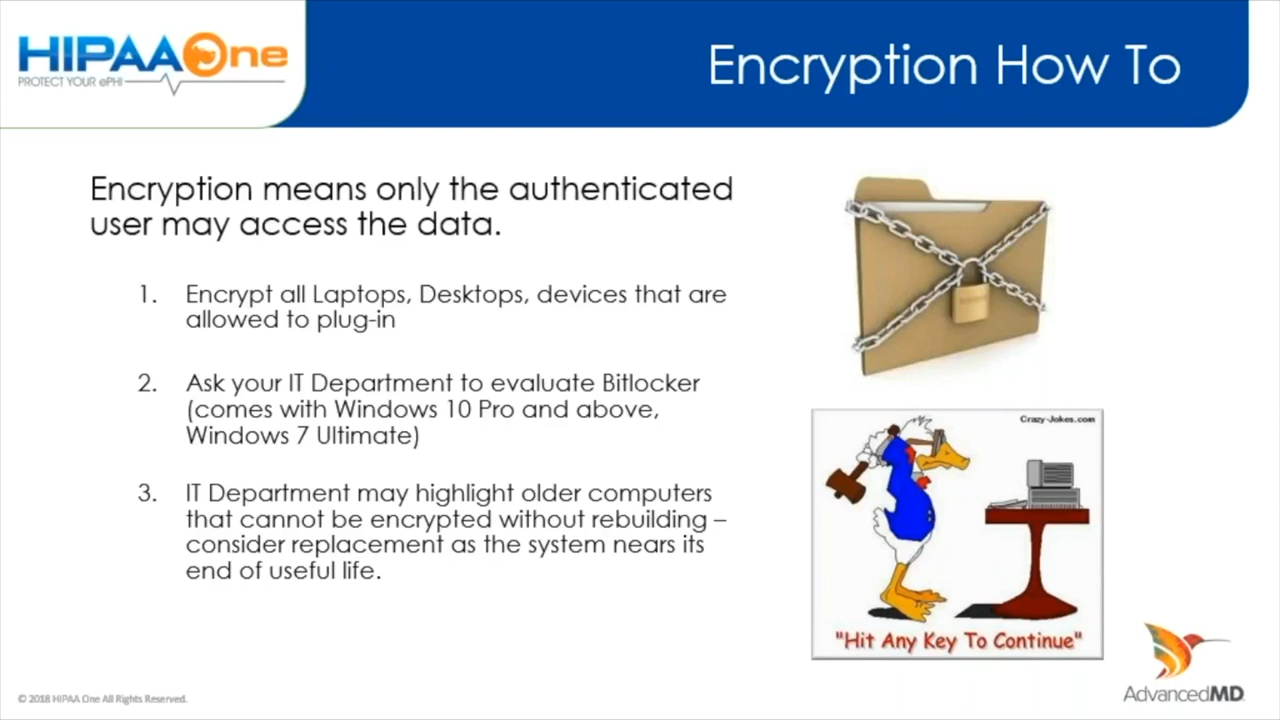 HIPAA One
PROTECT YOUR ePHI
Encryption How To
Encryption means only the authenticated
user may access the data.
1. Encrypt all Laptops, Desktops, devices that are
allowed to plug-in
2. Ask your IT Department to evaluate Bitlocker
(comes with Windows 10 Pro and above,
Windows 7 Ultimate)
3. IT Department may highlight older computers
that cannot be encrypted without rebuilding –
consider replacement as the system nears its
end of useful life.
Crazy-Jokes.com
"Hit Any Key To Continue"
AdvancedMD
© 2018 HIPAA One All Rights Reserved.